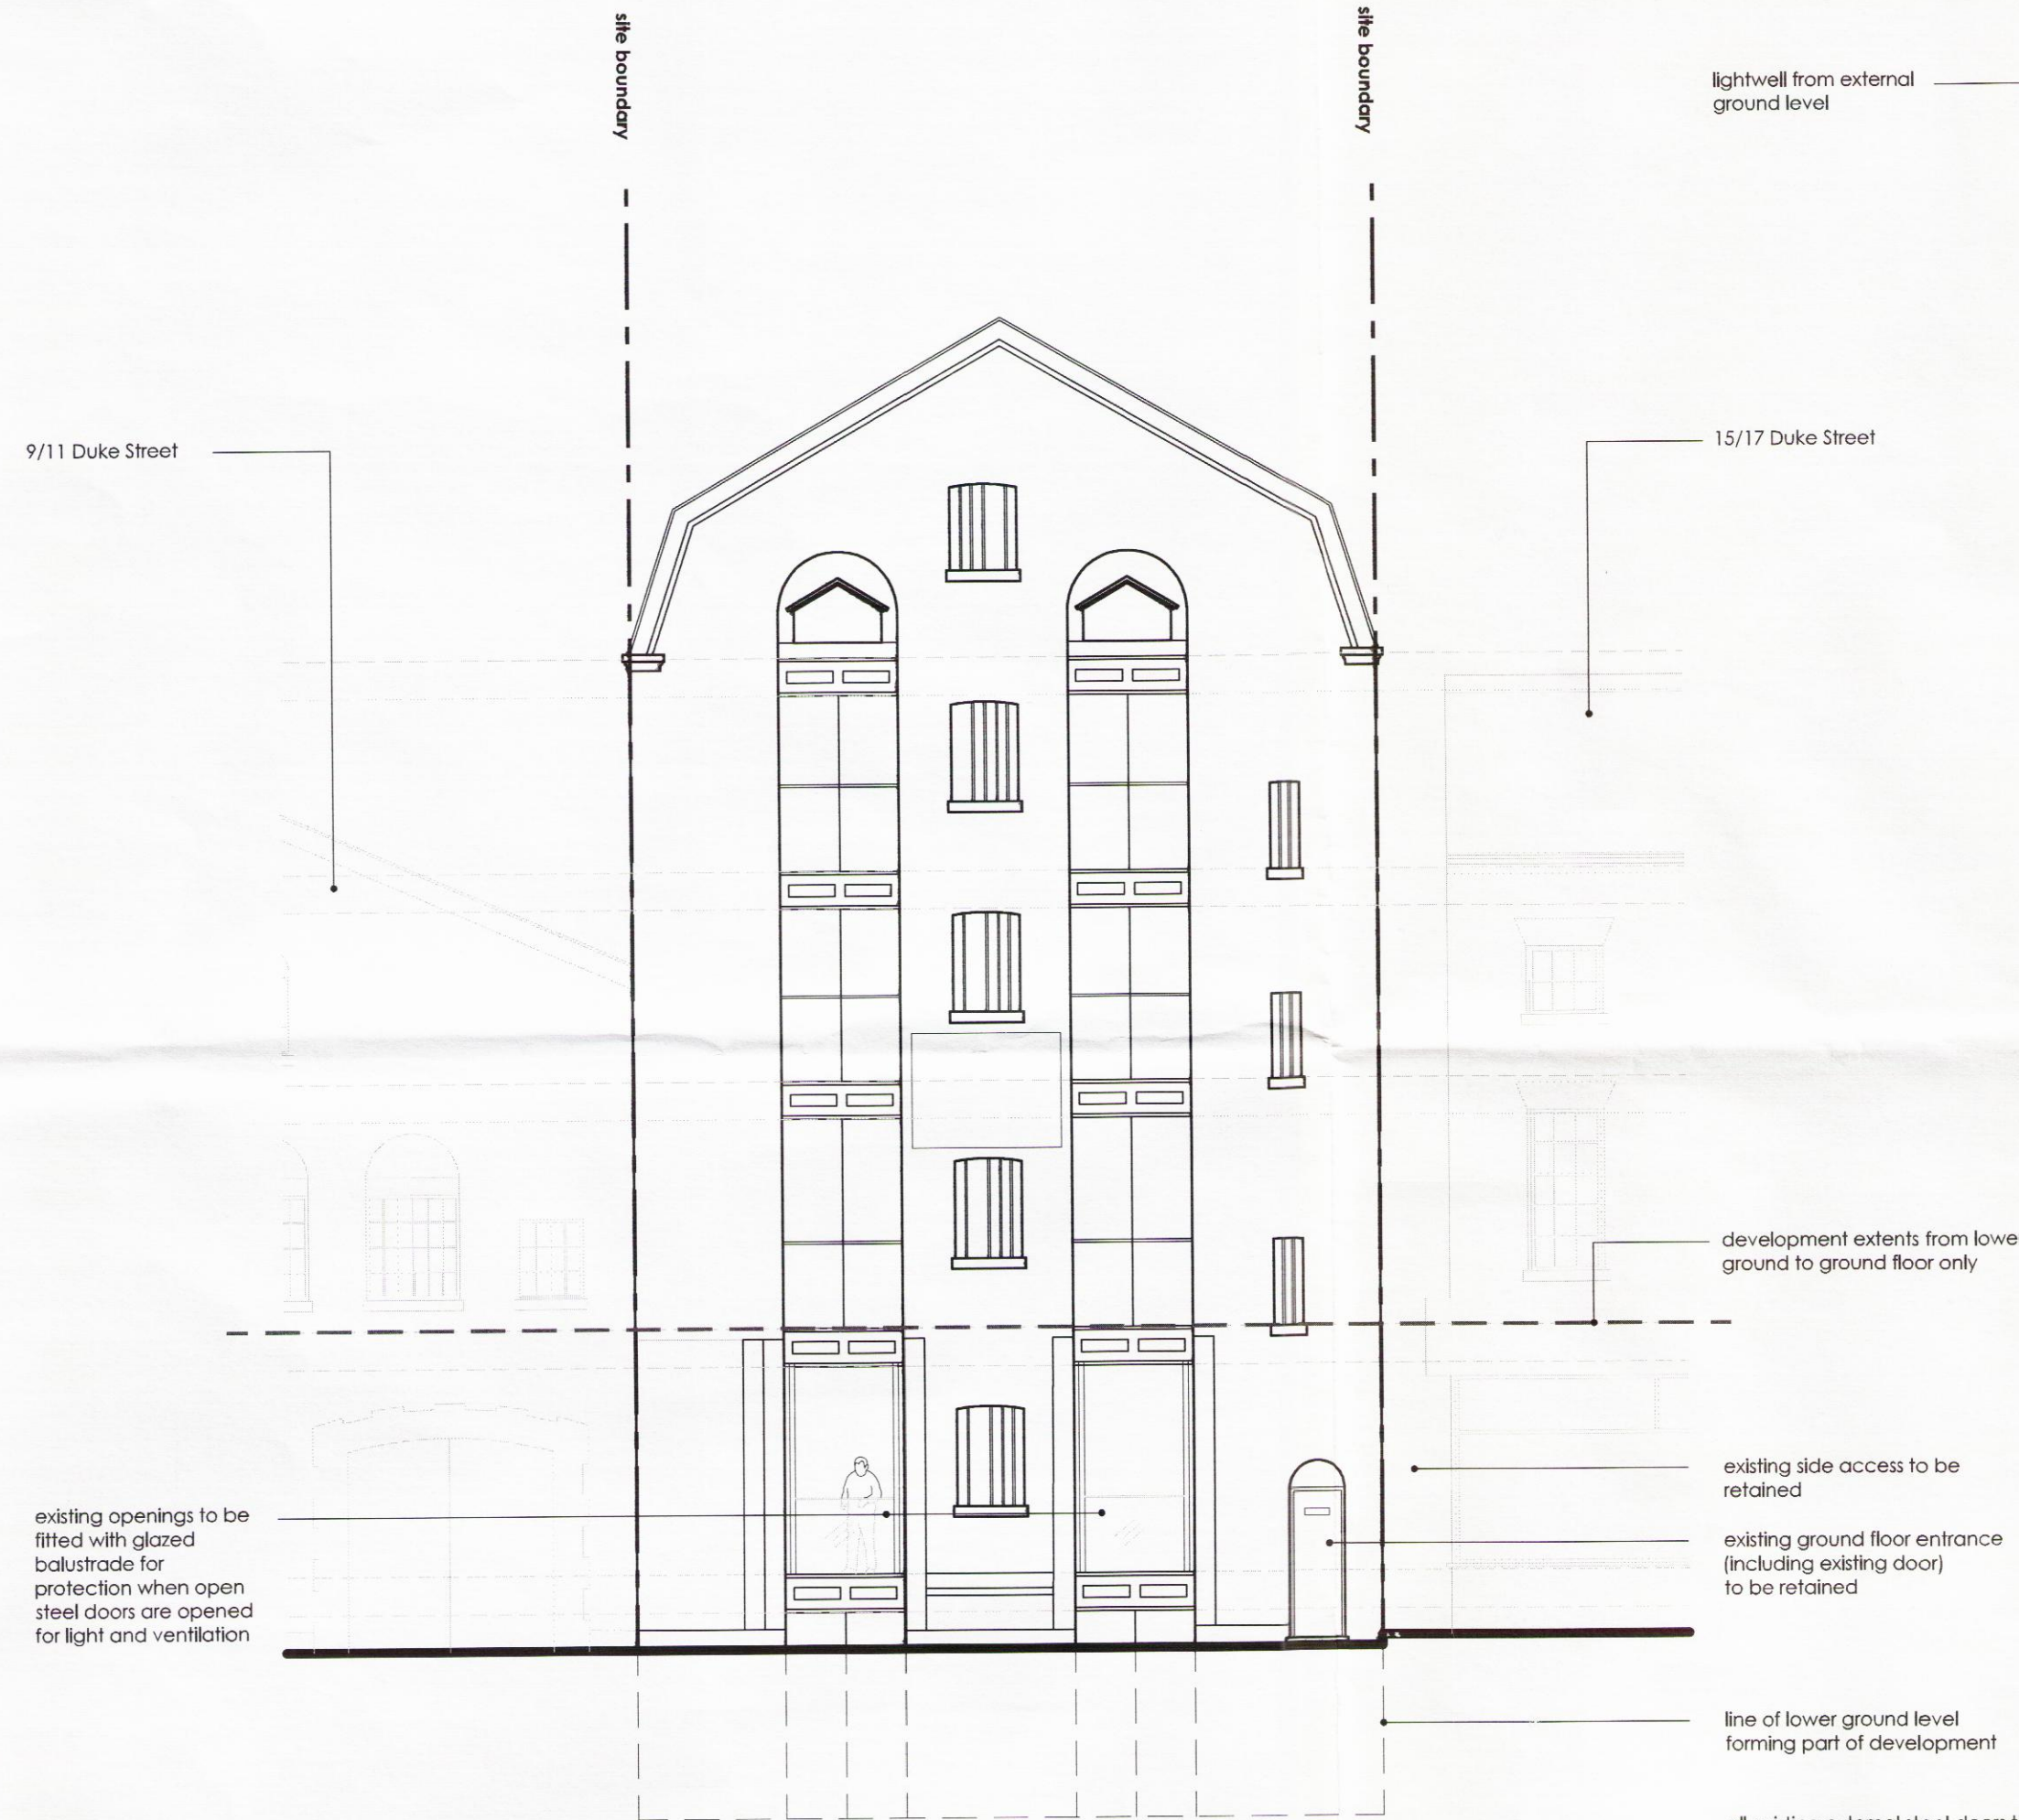 site boundary
site boundary
lightwell from external
ground level
9/11 Duke Street
15/17 Duke Street
development extents from lowe
ground to ground floor only
existing side access to be
retained
existing ground floor entrance
(including existing door)
to be retained
existing openings to be
fitted with glazed
balustrade for
protection when open
steel doors are opened
for light and ventilation
line of lower ground level
forming part of development